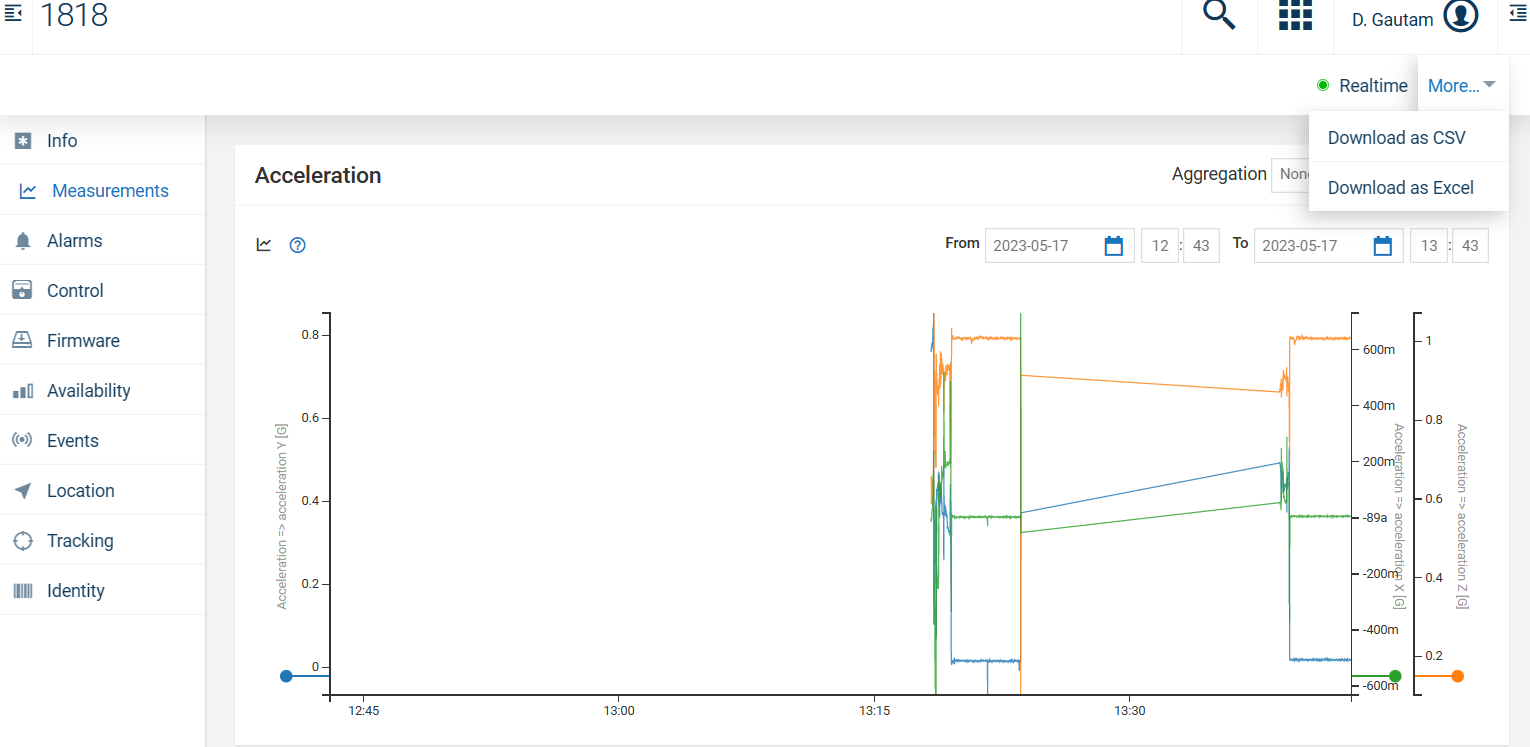 1818
D. Gautam
Realtime
More...
Download as CSV
Download as Excel
Info
Measurements
Alarms
Control
Firmware
Availability
Events
Location
Tracking
Identity
Acceleration
Aggregation
From 2023-05-17 12 : 43 To 2023-05-17 13 : 43
Acceleration => acceleration Y [G]
0.8
0.6
0.4
0.2
0
12:45 13:00 13:15 13:30
600m
400m
200m
-89a
-200m
-400m
-600m
Acceleration => acceleration X [G]
1
0.8
0.6
0.4
0.2
Acceleration => acceleration Z [G]